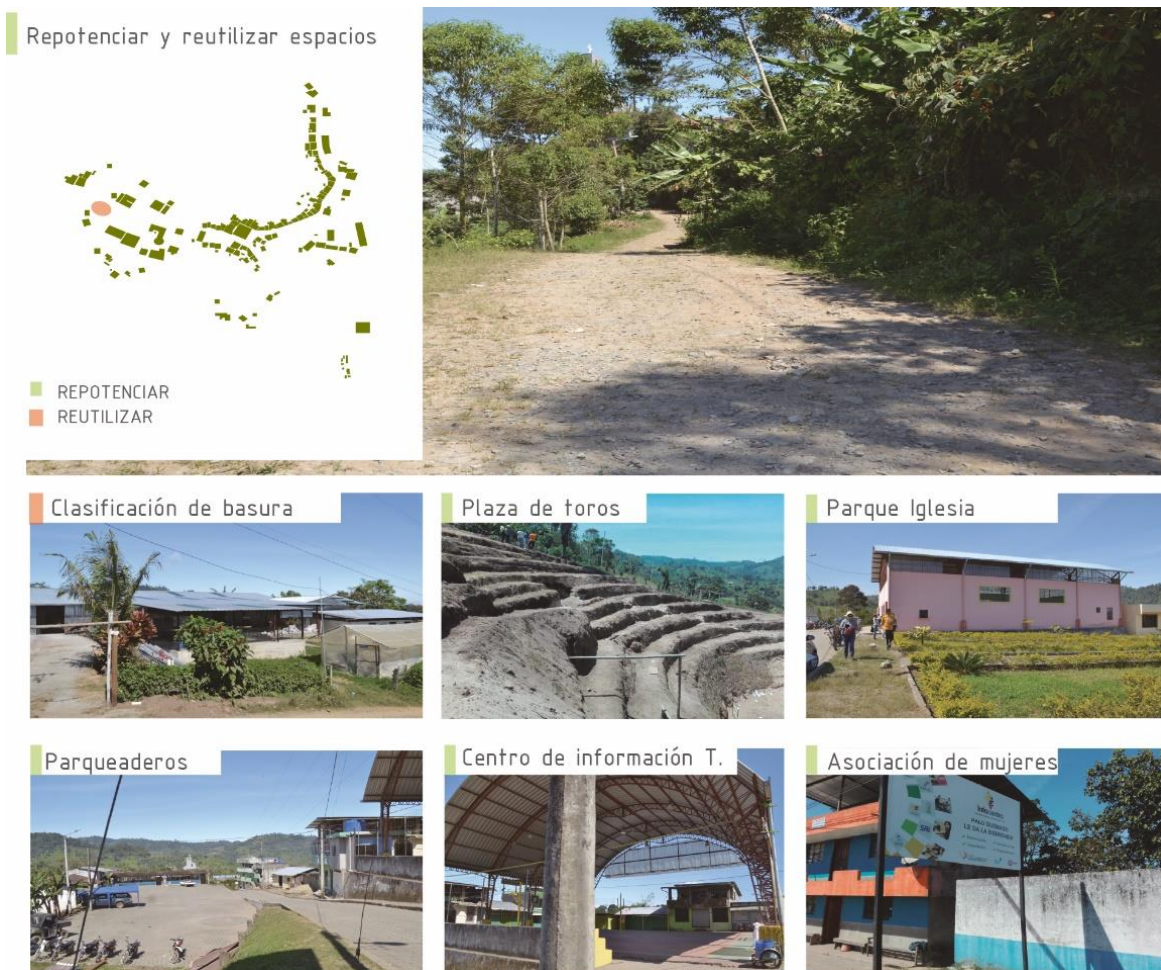 Repotenciar y reutilizar espacios
REPOTENCIAR
REUTILIZAR
Clasificación de basura
Plaza de toros
Parque Iglesia
Parqueaderos
Centro de información T.
Asociación de mujeres